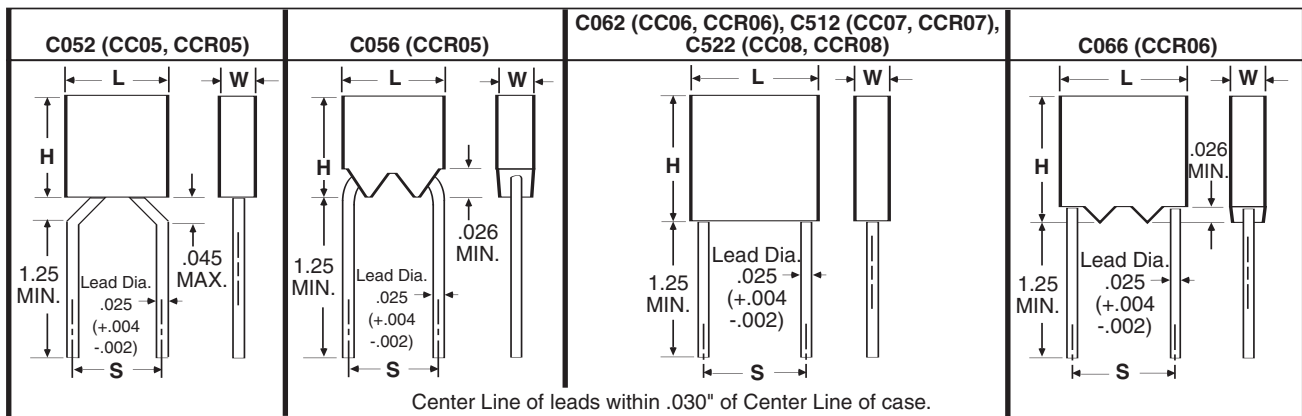 C052 (CC05, CCR05)
L
W
H
1.25
MIN.
Lead Dia.
.025
(+.004
-.002)
.045
MAX.
S
C056 (CCR05)
L
W
H
1.25
MIN.
Lead Dia.
.025
(+.004
-.002)
.026
MIN.
S
C062 (CC06, CCR06), C512 (CC07, CCR07),
C522 (CC08, CCR08)
L
W
H
1.25
MIN.
Lead Dia.
.025
(+.004
-.002)
S
C066 (CCR06)
L
W
H
.026
MIN.
1.25
MIN.
Lead Dia.
.025
(+.004
-.002)
S
Center Line of leads within .030" of Center Line of case.